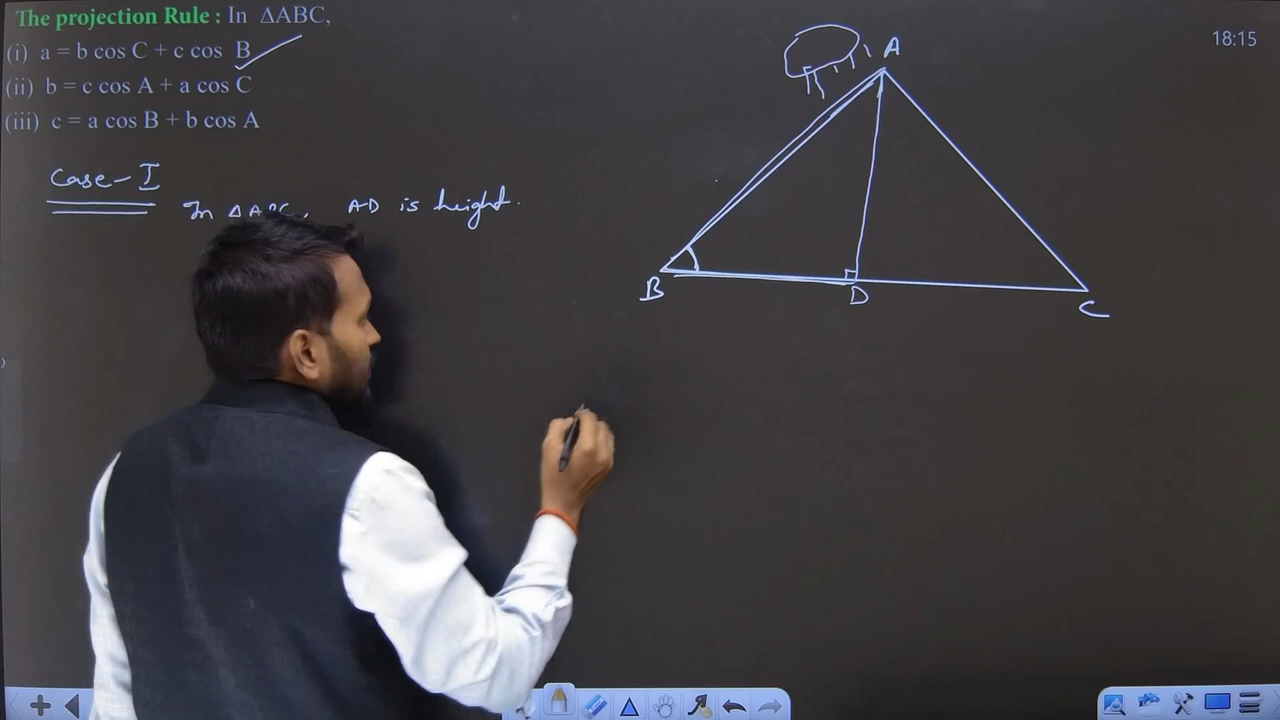 The projection Rule : In ΔABC,
(i) a = b cos C + c cos B
(ii) b = c cos A + a cos C
(iii) c = a cos B + b cos A
18:15
Case-I
In Δ AD is height.
A
B
D
C